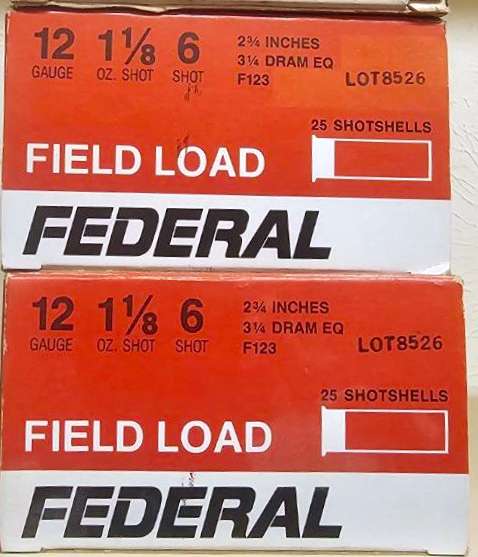 12 1⅛ 6 2¾ INCHES
GAUGE OZ. SHOT SHOT 3¼ DRAM EQ
F123 LOT8526
25 SHOTSHELLS
FIELD LOAD
FEDERAL
12 1⅛ 6 2¾ INCHES
GAUGE OZ. SHOT SHOT 3¼ DRAM EQ
F123 LOT8526
25 SHOTSHELLS
FIELD LOAD
FEDERAL